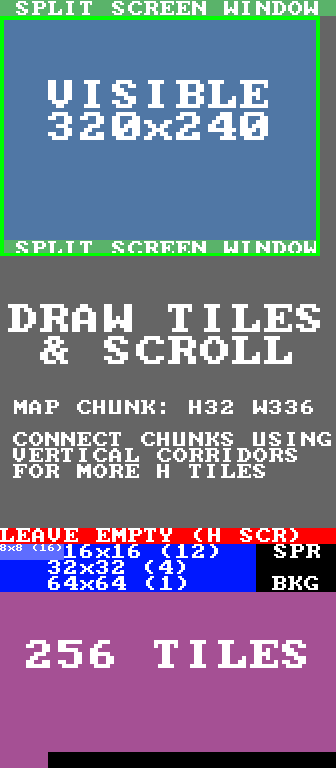 SPLIT SCREEN WINDOW
VISIBLE
320x240
SPLIT SCREEN WINDOW
DRAW TILES
& SCROLL
MAP CHUNK: H32 W336
CONNECT CHUNKS USING
VERTICAL CORRIDORS
FOR MORE H TILES
LEAVE EMPTY (H SCR)
8x8 (16) 16x16 (12) SPR
32x32 (4)
64x64 (1) BKG
256 TILES